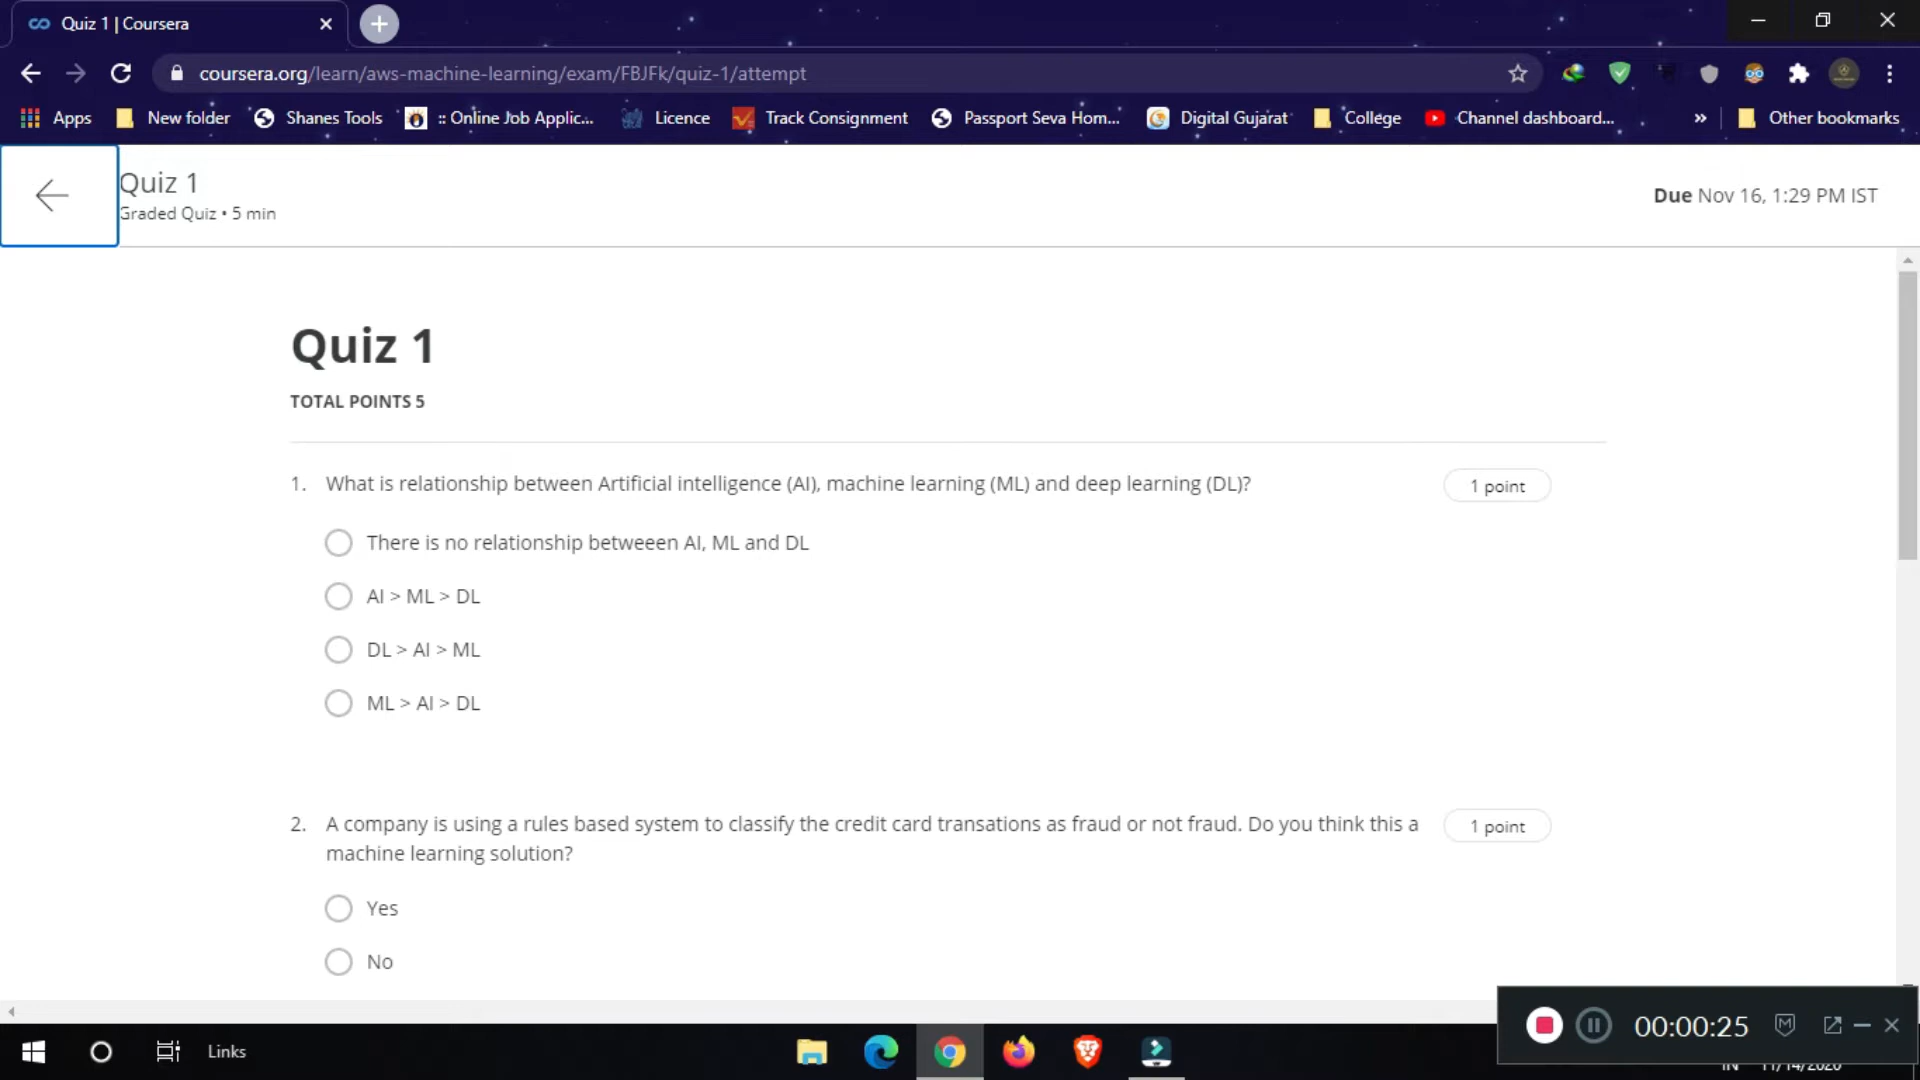 Quiz 1 | Coursera
coursera.org/learn/aws-machine-learning/exam/FBJFk/quiz-1/attempt
Apps New folder Shanes Tools :: Online Job Applic... Licence Track Consignment Passport Seva Hom... Digital Gujarat College Channel dashboard... » Other bookmarks
Quiz 1
Graded Quiz • 5 min
Due Nov 16, 1:29 PM IST
Quiz 1
TOTAL POINTS 5
1. What is relationship between Artificial intelligence (AI), machine learning (ML) and deep learning (DL)?
1 point
There is no relationship betweeen AI, ML and DL
AI > ML > DL
DL > AI > ML
ML > AI > DL
2. A company is using a rules based system to classify the credit card transations as fraud or not fraud. Do you think this a
machine learning solution?
1 point
Yes
No
00:00:25
Links